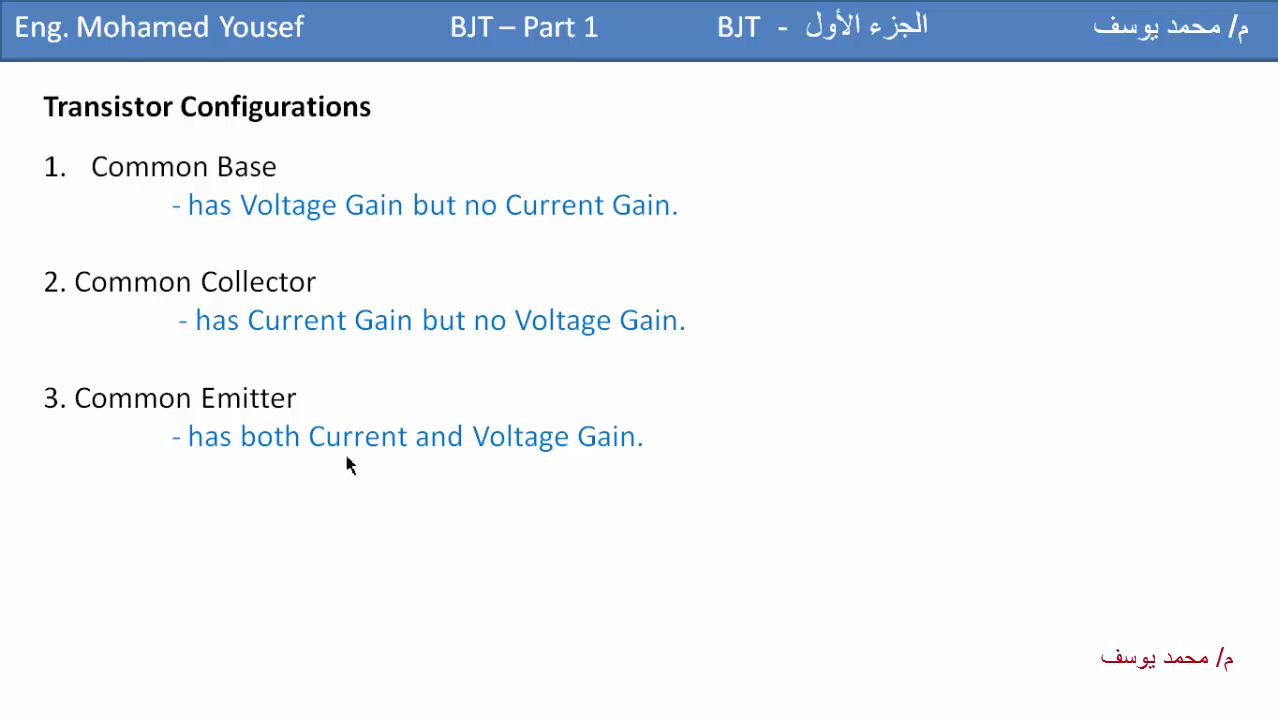 Eng. Mohamed Yousef BJT – Part 1 BJT - الجزء الأول م/ محمد يوسف
Transistor Configurations
1. Common Base
- has Voltage Gain but no Current Gain.
2. Common Collector
- has Current Gain but no Voltage Gain.
3. Common Emitter
- has both Current and Voltage Gain.
م/ محمد يوسف